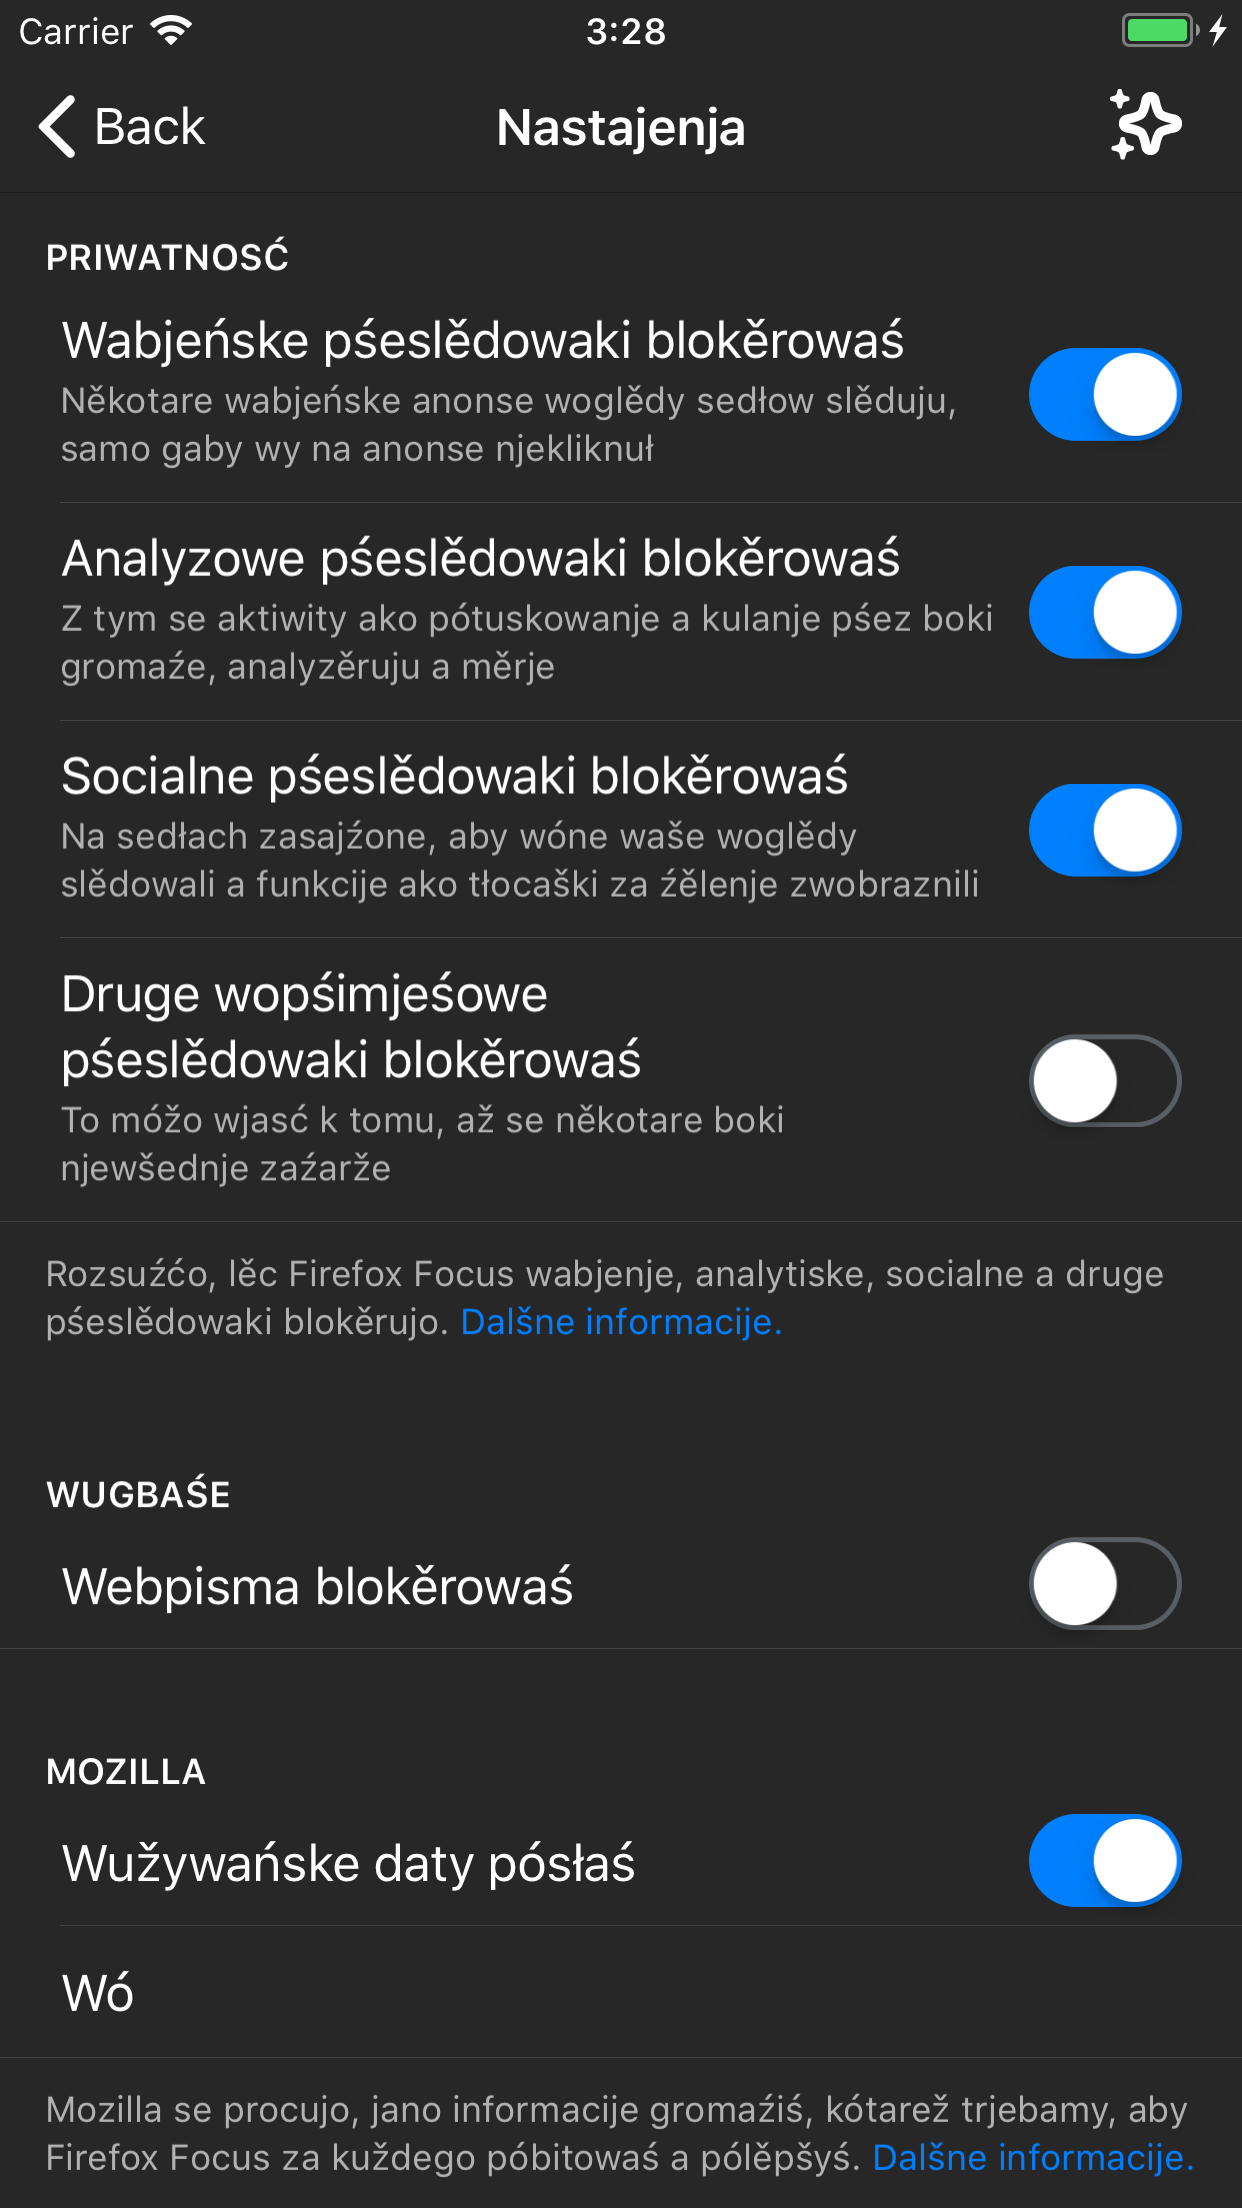 Carrier
3:28
Back
Nastajenja
PRIWATNOSĆ
Wabjeńske pśeslědowaki blokěrowaś
Někotare wabjeńske anonse woglědy sedłow slěduju,
samo gaby wy na anonse njekliknuł
Analyzowe pśeslědowaki blokěrowaś
Z tym se aktiwity ako pótuskowanje a kulanje pśez boki
gromaźe, analyzěruju a měrje
Socialne pśeslědowaki blokěrowaś
Na sedłach zasajźone, aby wóne waše woglědy
slědowali a funkcije ako tłocaški za źělenje zwobraznili
Druge wopśimjeśowe
pśeslědowaki blokěrowaś
To móžo wjasć k tomu, až se někotare boki
njewšednje zaźarže
Rozsuźćo, lěc Firefox Focus wabjenje, analytiske, socialne a druge
pśeslědowaki blokěrujo. Dalšne informacije.
WUGBAŚE
Webpisma blokěrowaś
MOZILLA
Wužywańske daty pósłaś
Wó
Mozilla se procujo, jano informacije gromaźiś, kótarež trjebamy, aby
Firefox Focus za kuždego póbitowaś a pólěpšyś. Dalšne informacije.